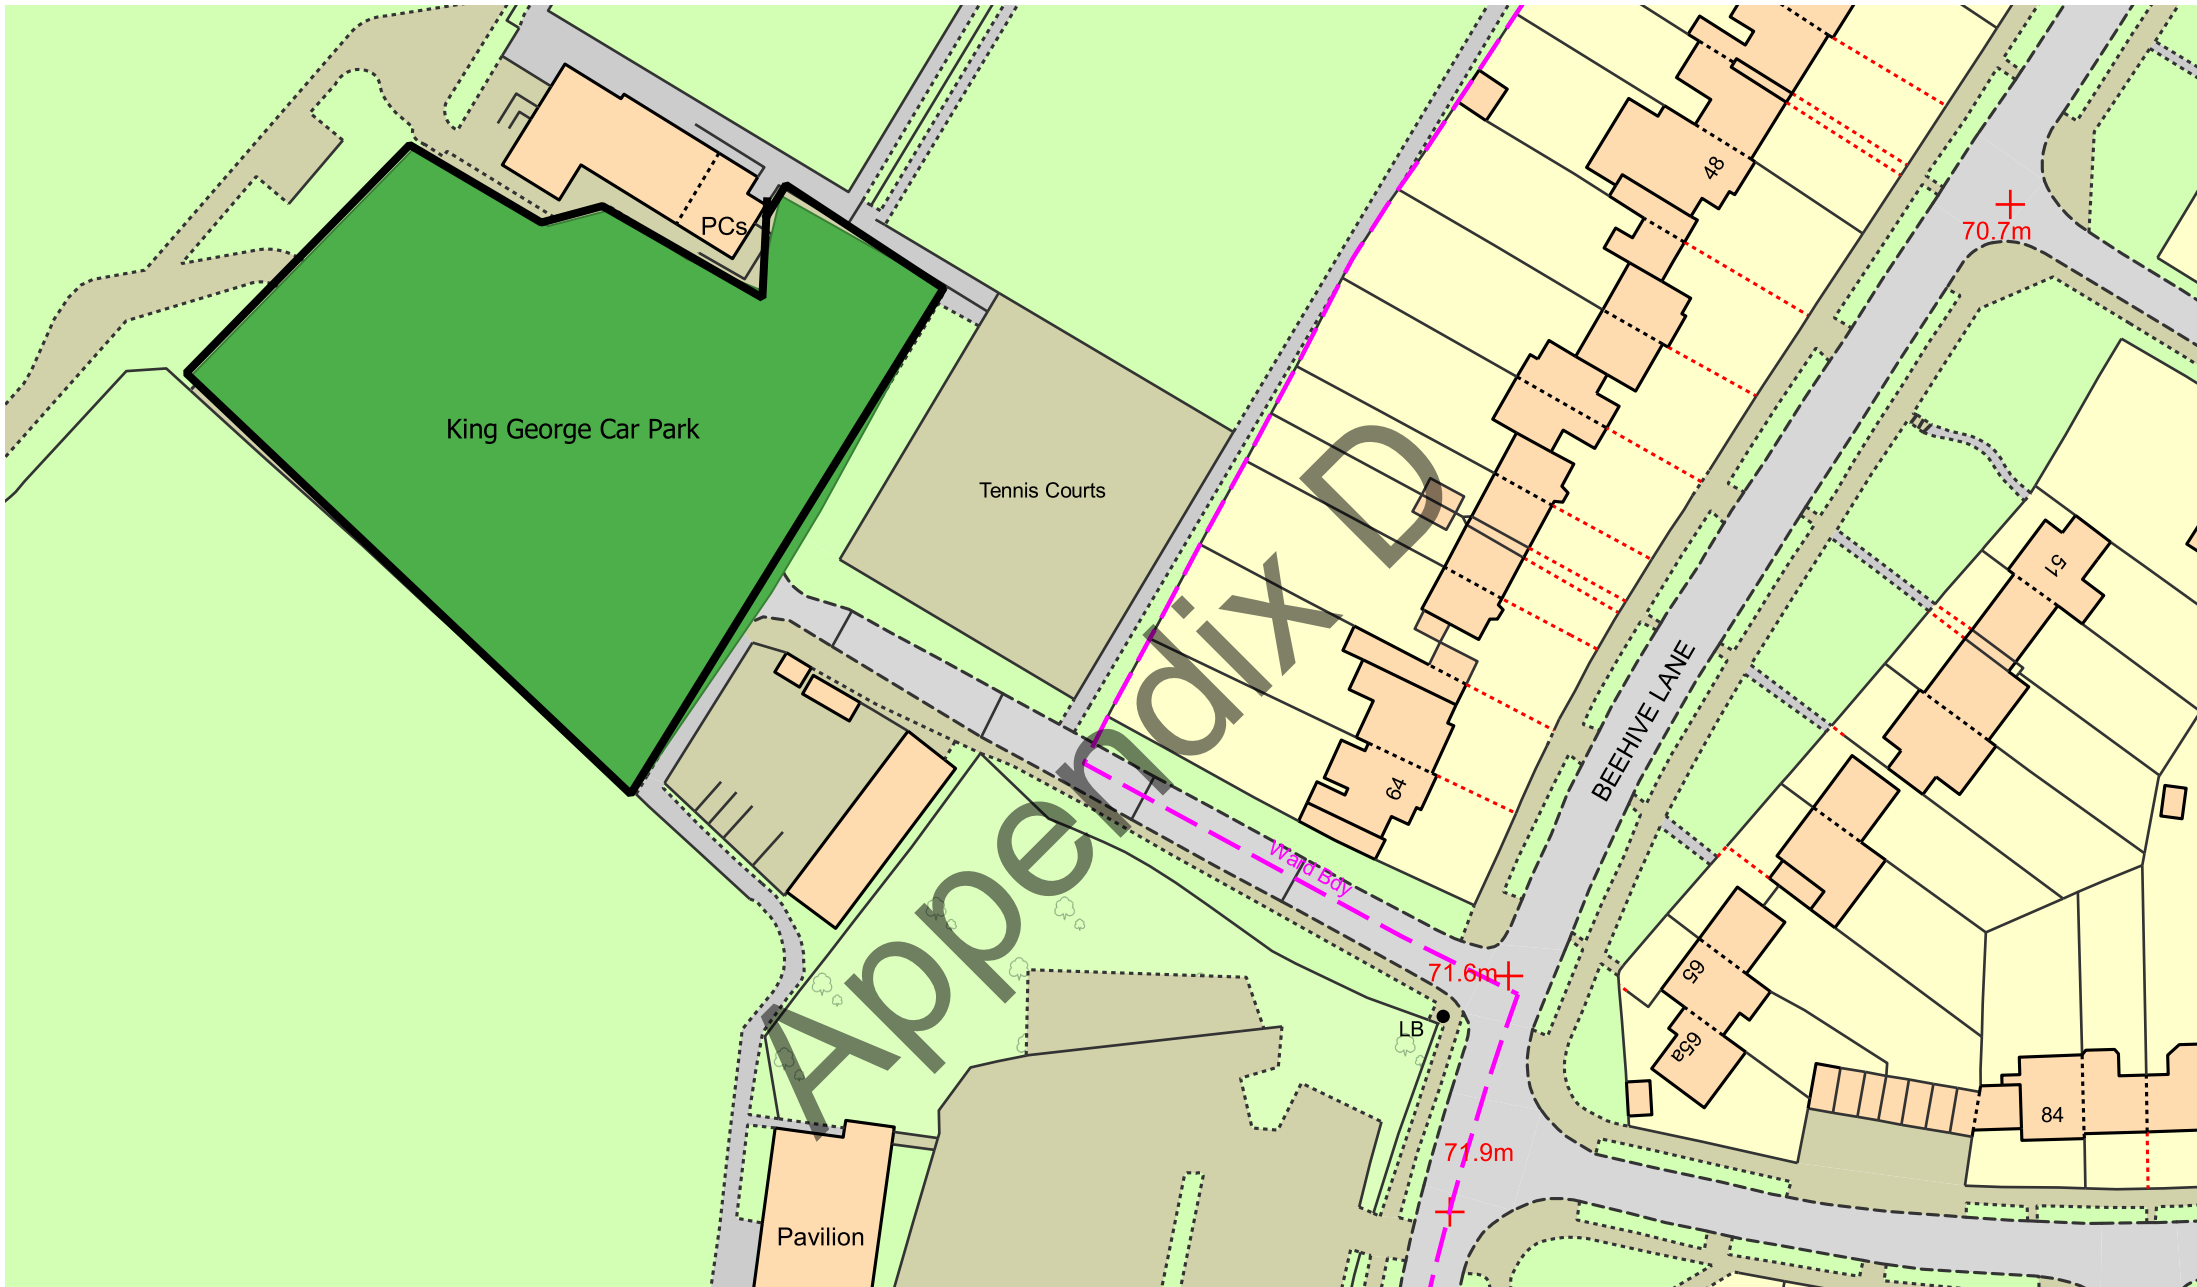 48
PCs
70.7m
King George Car Park
Tennis Courts
51
BEEHIVE LANE
64
Ward Bdy
Appendix D
71.6m
65
LB
65a
84
71.9m
Pavilion